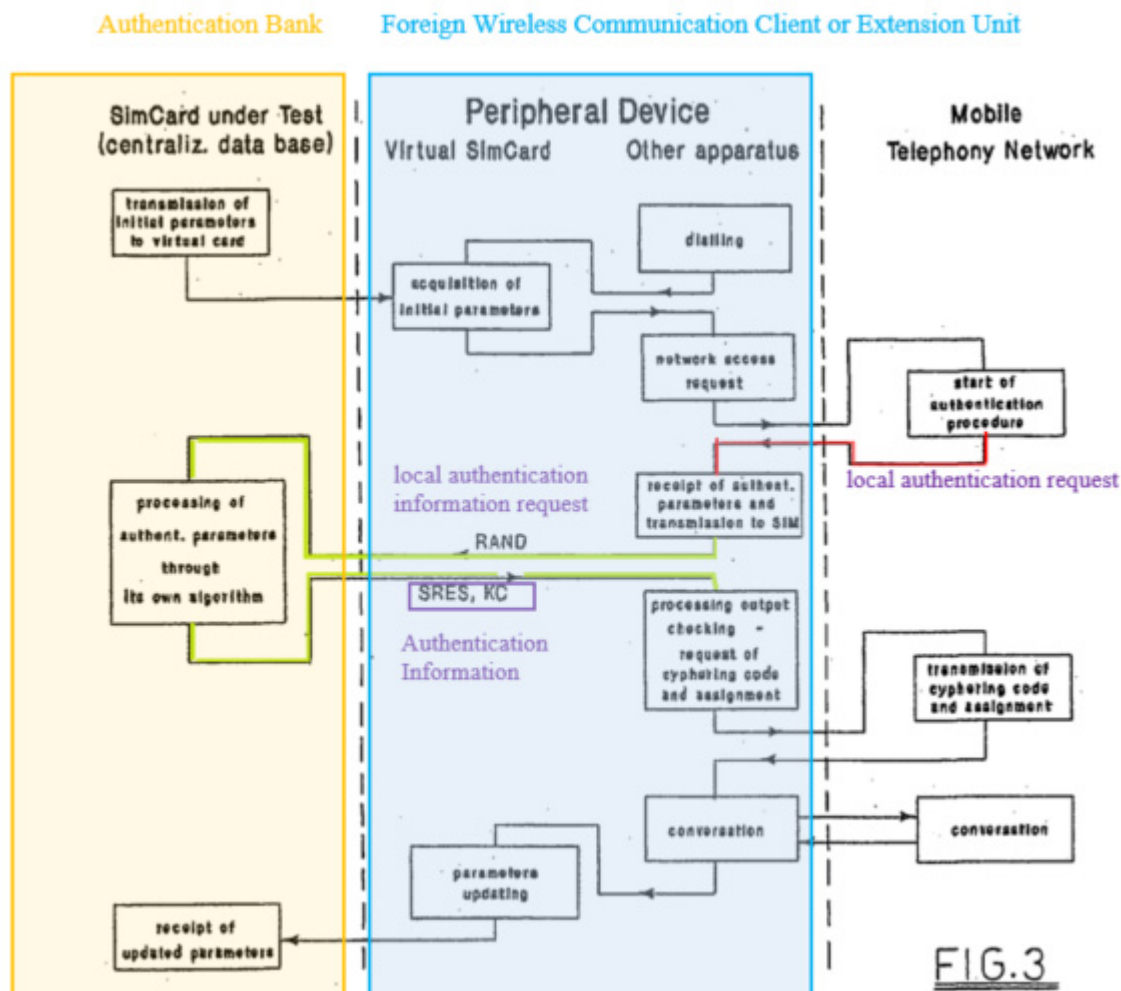 Authentication Bank
Foreign Wireless Communication Client or Extension Unit
SimCard under Test
(centraliz. data base)
Peripheral Device
Virtual SimCard
Other apparatus
Mobile
Telephony Network
transmission of
initial parameters
to virtual card
dialling
acquisition of
initial parameters
network access
request
start of
authentication
procedure
local authentication
information request
local authentication request
receipt of authent.
parameters and
transmission to SIM
processing of
authent. parameters
through
its own algorithm
RAND
SRES, KC
Authentication
Information
processing output
checking -
request of
cyphering code
and assignment
transmission of
cyphering code
and assignment
conversation
conversation
parameters
updating
receipt of
updated parameters
FIG.3